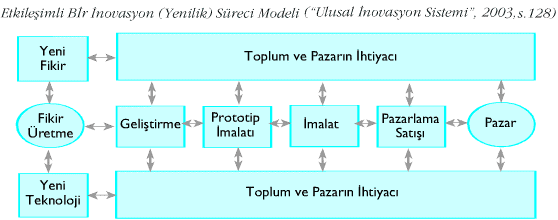 Etkileşimli Bir İnovasyon (Yenilik) Süreci Modeli ("Ulusal İnovasyon Sistemi", 2003,s.128)
Yeni
Fikir
Toplum ve Pazarın İhtiyacı
Fikir
Üretme
Geliştirme
Prototip
İmalatı
İmalat
Pazarlama
Satışı
Pazar
Yeni
Teknoloji
Toplum ve Pazarın İhtiyacı